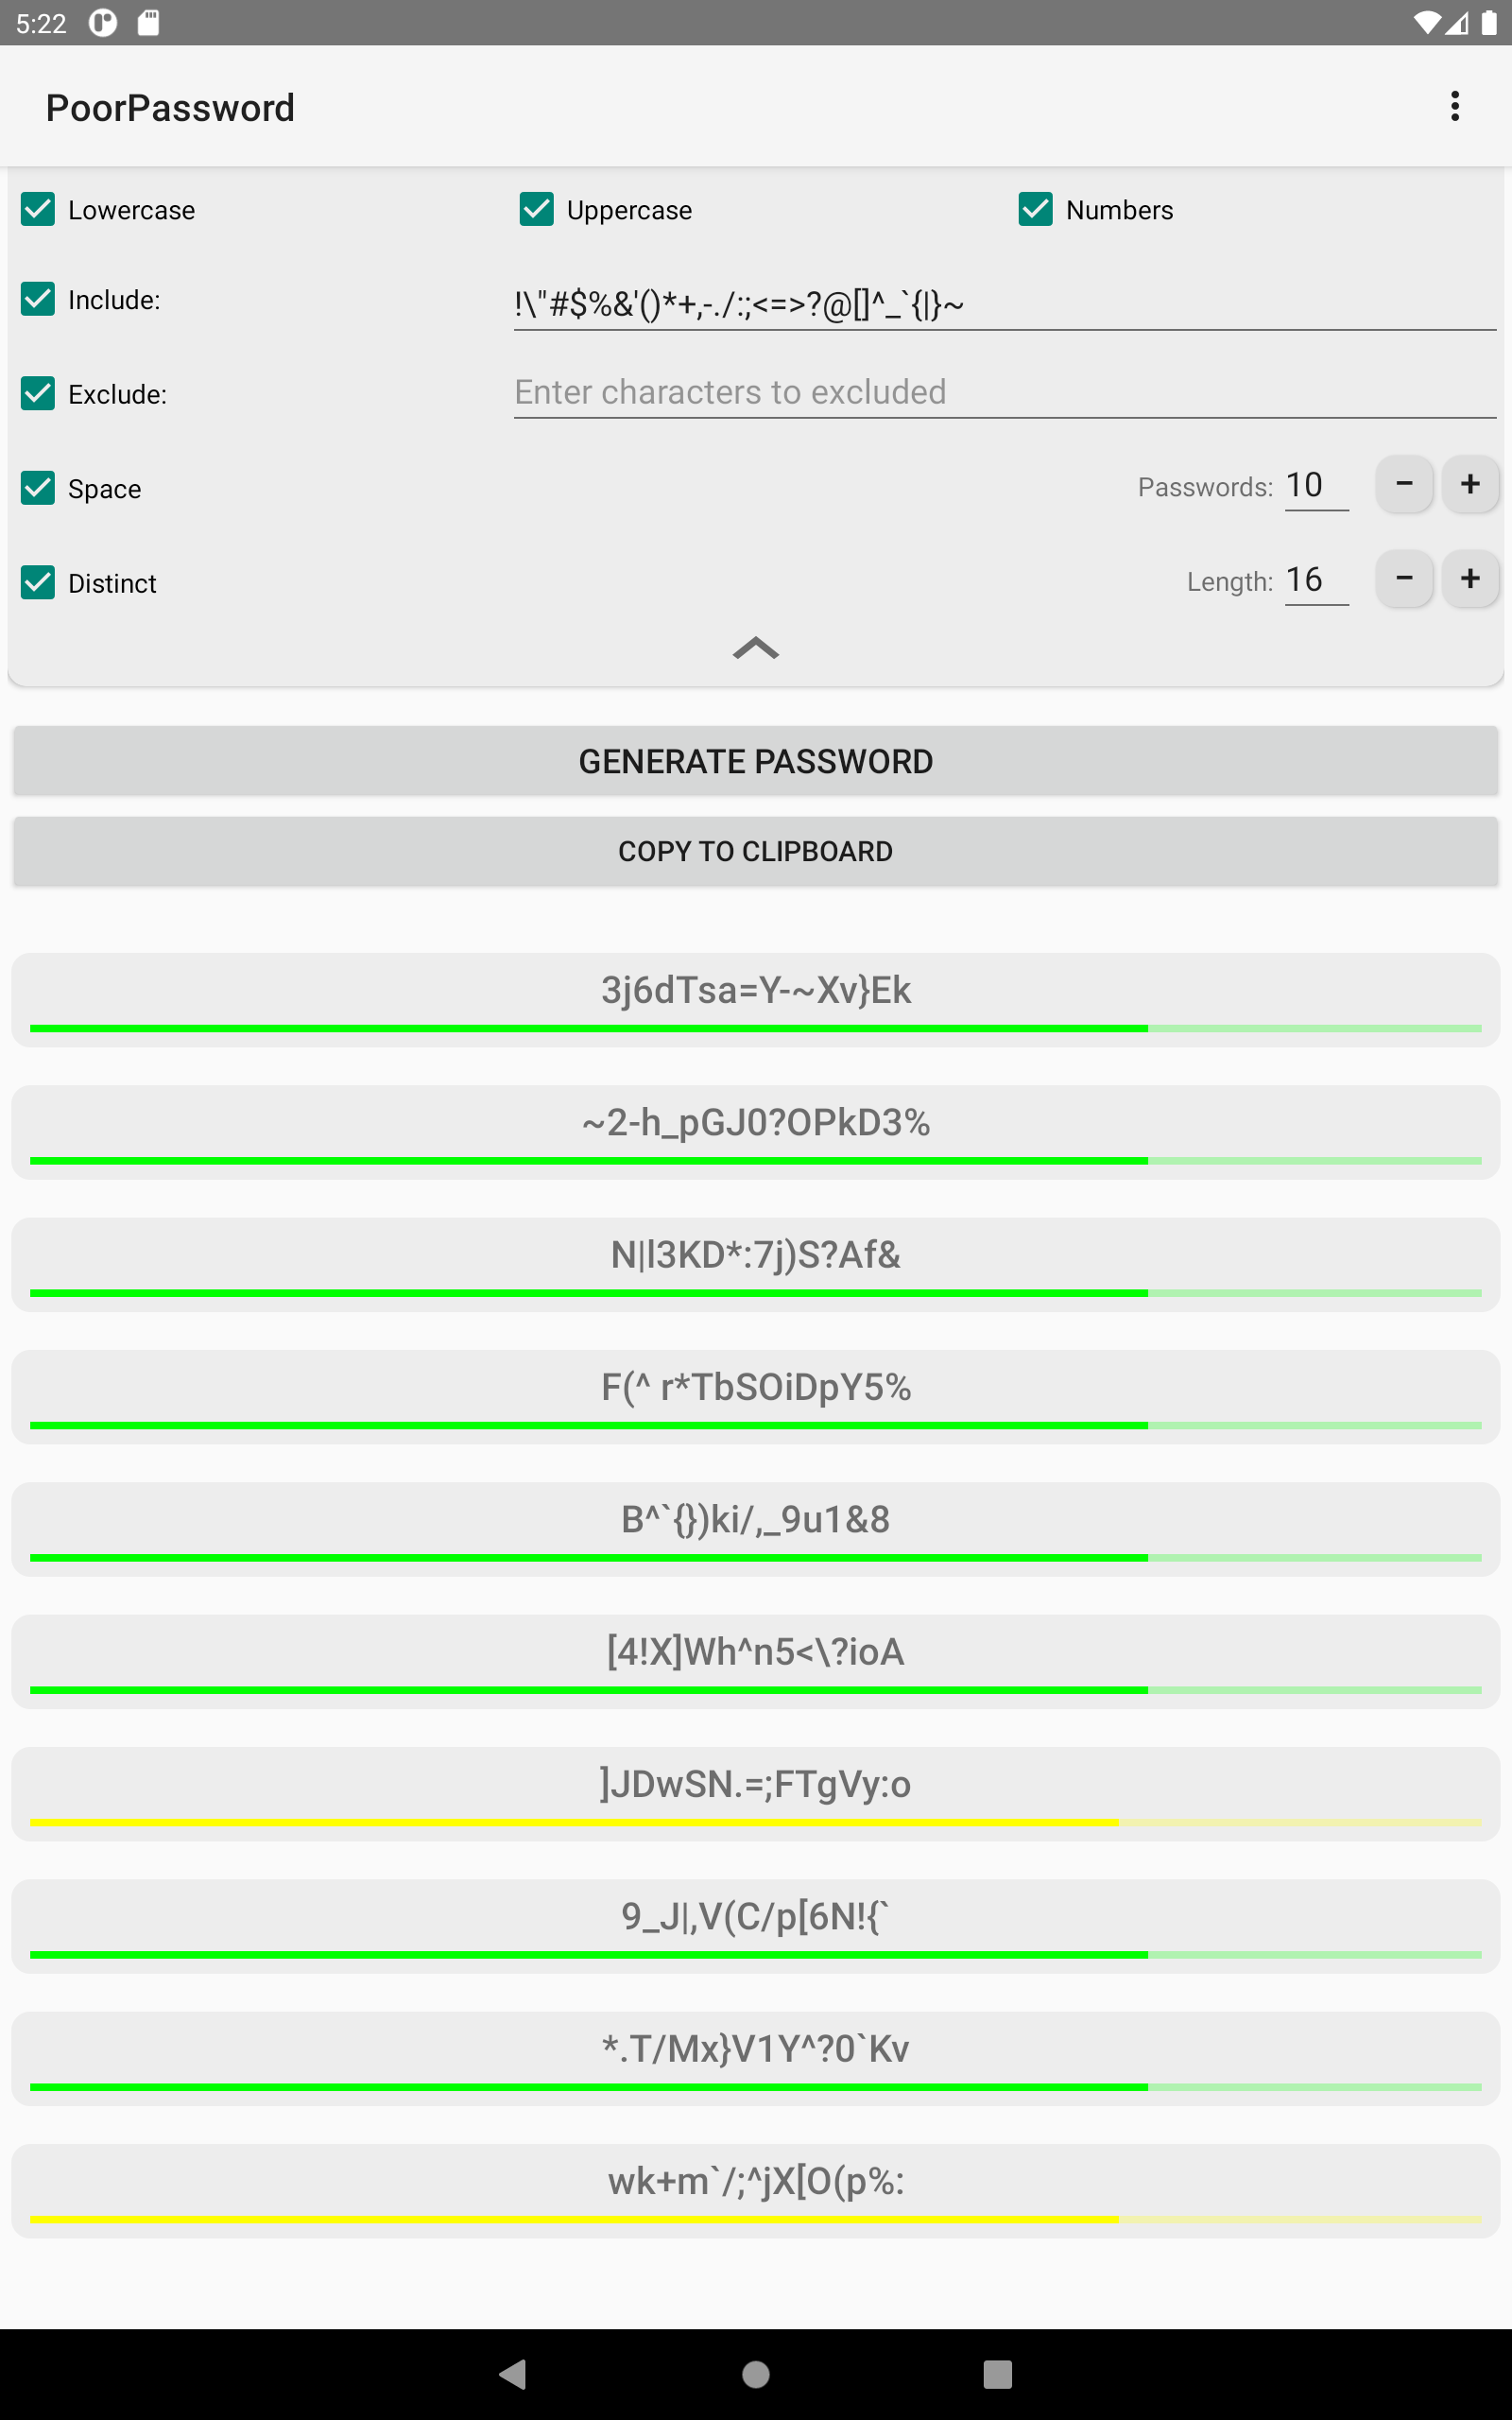 5:22
PoorPassword
Lowercase Uppercase Numbers
Include: !\"#$%&'()*+,-./:;<=>?@[]^_`{|}~
Exclude: Enter characters to excluded
Space Passwords: 10 − +
Distinct Length: 16 − +
GENERATE PASSWORD
COPY TO CLIPBOARD
3j6dTsa=Y-~Xv}Ek
~2-h_pGJ0?OPkD3%
N|l3KD*:7j)S?Af&
F(^ r*TbSOiDpY5%
B^`{})ki/,_9u1&8
[4!X]Wh^n5<\?ioA
]JDwSN.=;FTgVy:o
9_J|,V(C/p[6N!{`
*.T/Mx}V1Y^?0`Kv
wk+m`/;^jX[O(p%: